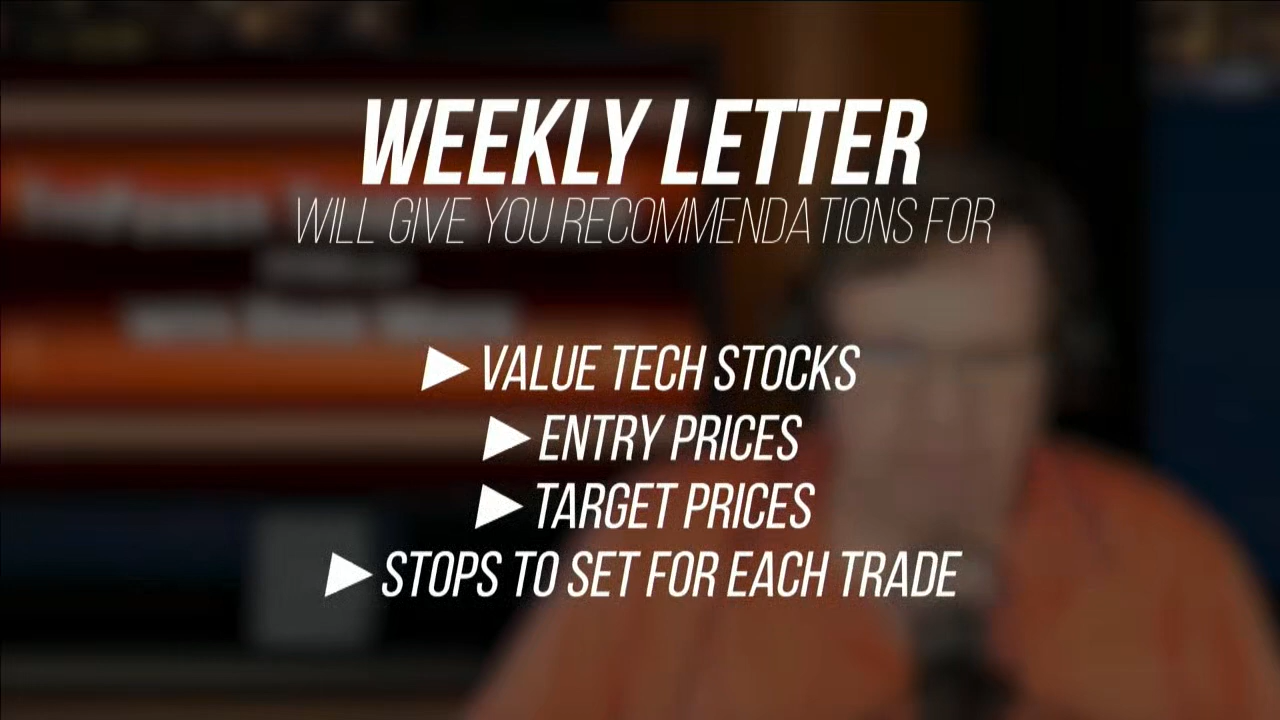 WEEKLY LETTER
WILL GIVE YOU RECOMMENDATIONS FOR
▶ VALUE TECH STOCKS
▶ ENTRY PRICES
▶ TARGET PRICES
▶ STOPS TO SET FOR EACH TRADE